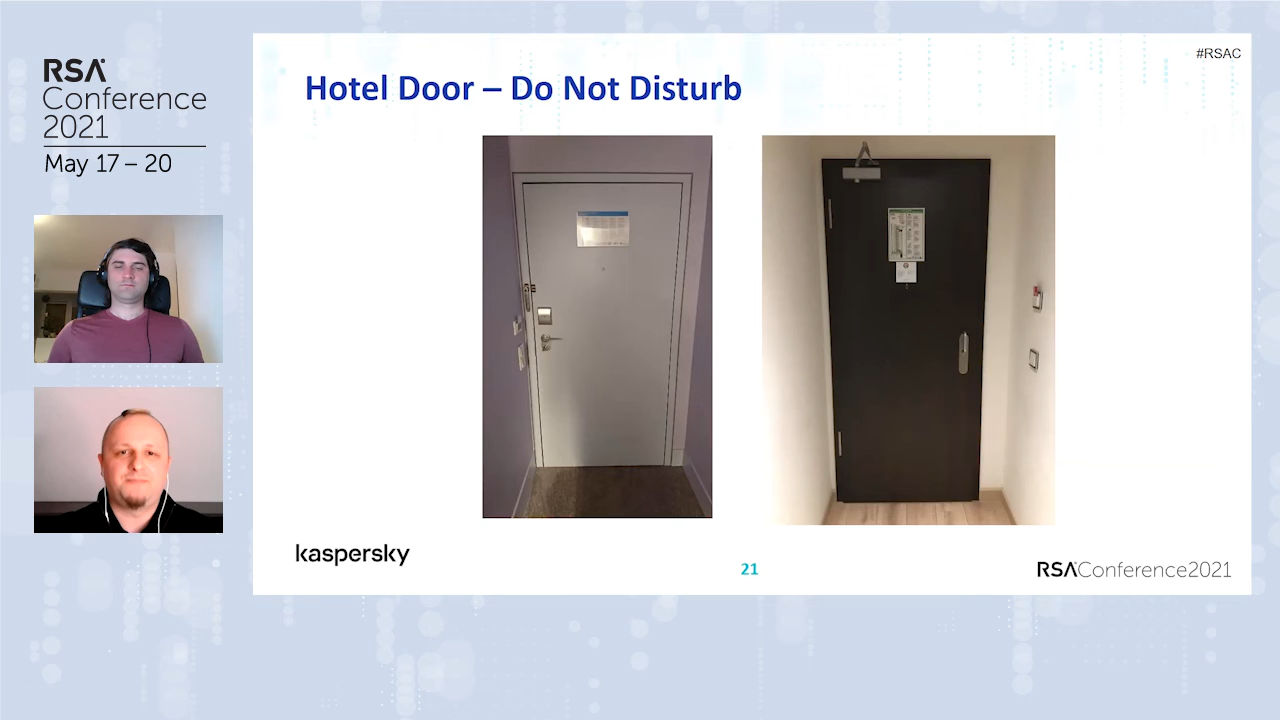 RSA
Conference
2021
May 17 – 20
#RSAC
Hotel Door – Do Not Disturb
kaspersky
21
RSAConference2021